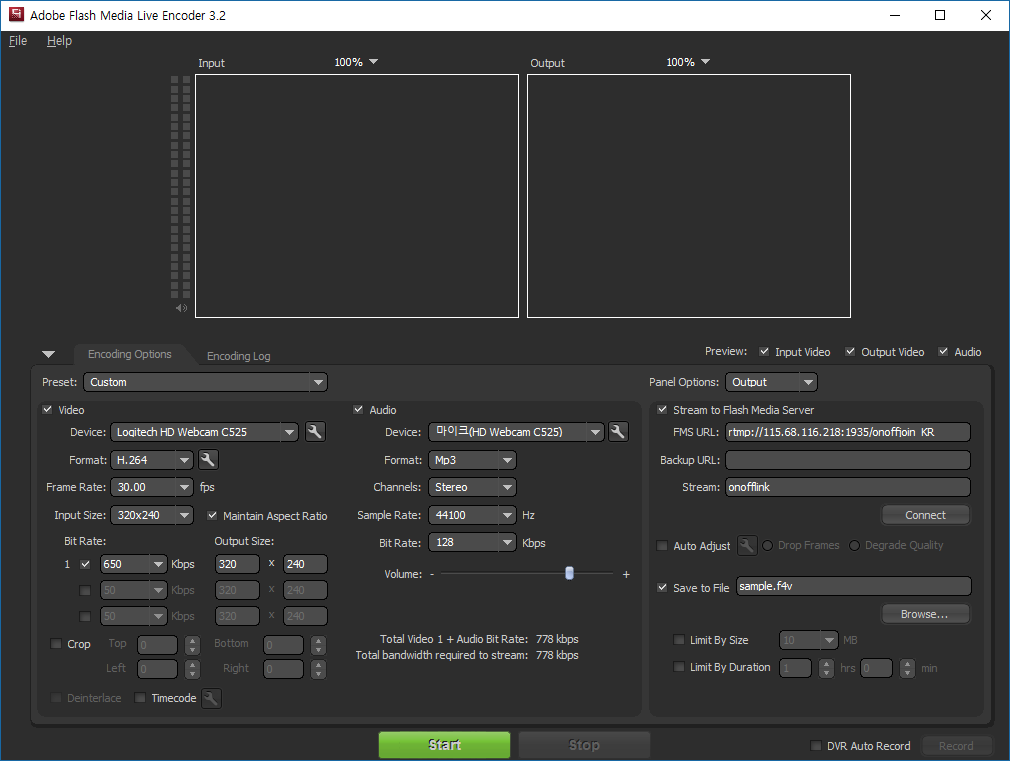 Adobe Flash Media Live Encoder 3.2
File Help
Input 100% Output 100%
Encoding Options Encoding Log Preview: Input Video Output Video Audio
Preset: Custom Panel Options: Output
Video Audio Stream to Flash Media Server
Device: Logitech HD Webcam C525 Device: 마이크(HD Webcam C525) FMS URL: rtmp://115.68.116.218:1935/onoffjoin_KR
Format: H.264 Format: Mp3 Backup URL:
Frame Rate: 30.00 fps Channels: Stereo Stream: onofflink
Input Size: 320x240 Maintain Aspect Ratio Sample Rate: 44100 Hz Connect
Bit Rate: Output Size: Bit Rate: 128 Kbps Auto Adjust Drop Frames Degrade Quality
1 650 Kbps 320 x 240 Volume: - +
50 Kbps 320 x 240 Save to File sample.f4v
50 Kbps 320 x 240 Browse...
Crop Top 0 Bottom 0 Total Video 1 + Audio Bit Rate: 778 kbps Limit By Size 10 MB
Left 0 Right 0 Total bandwidth required to stream: 778 kbps Limit By Duration 1 hrs 0 min
Deinterlace Timecode
Start Stop DVR Auto Record Record